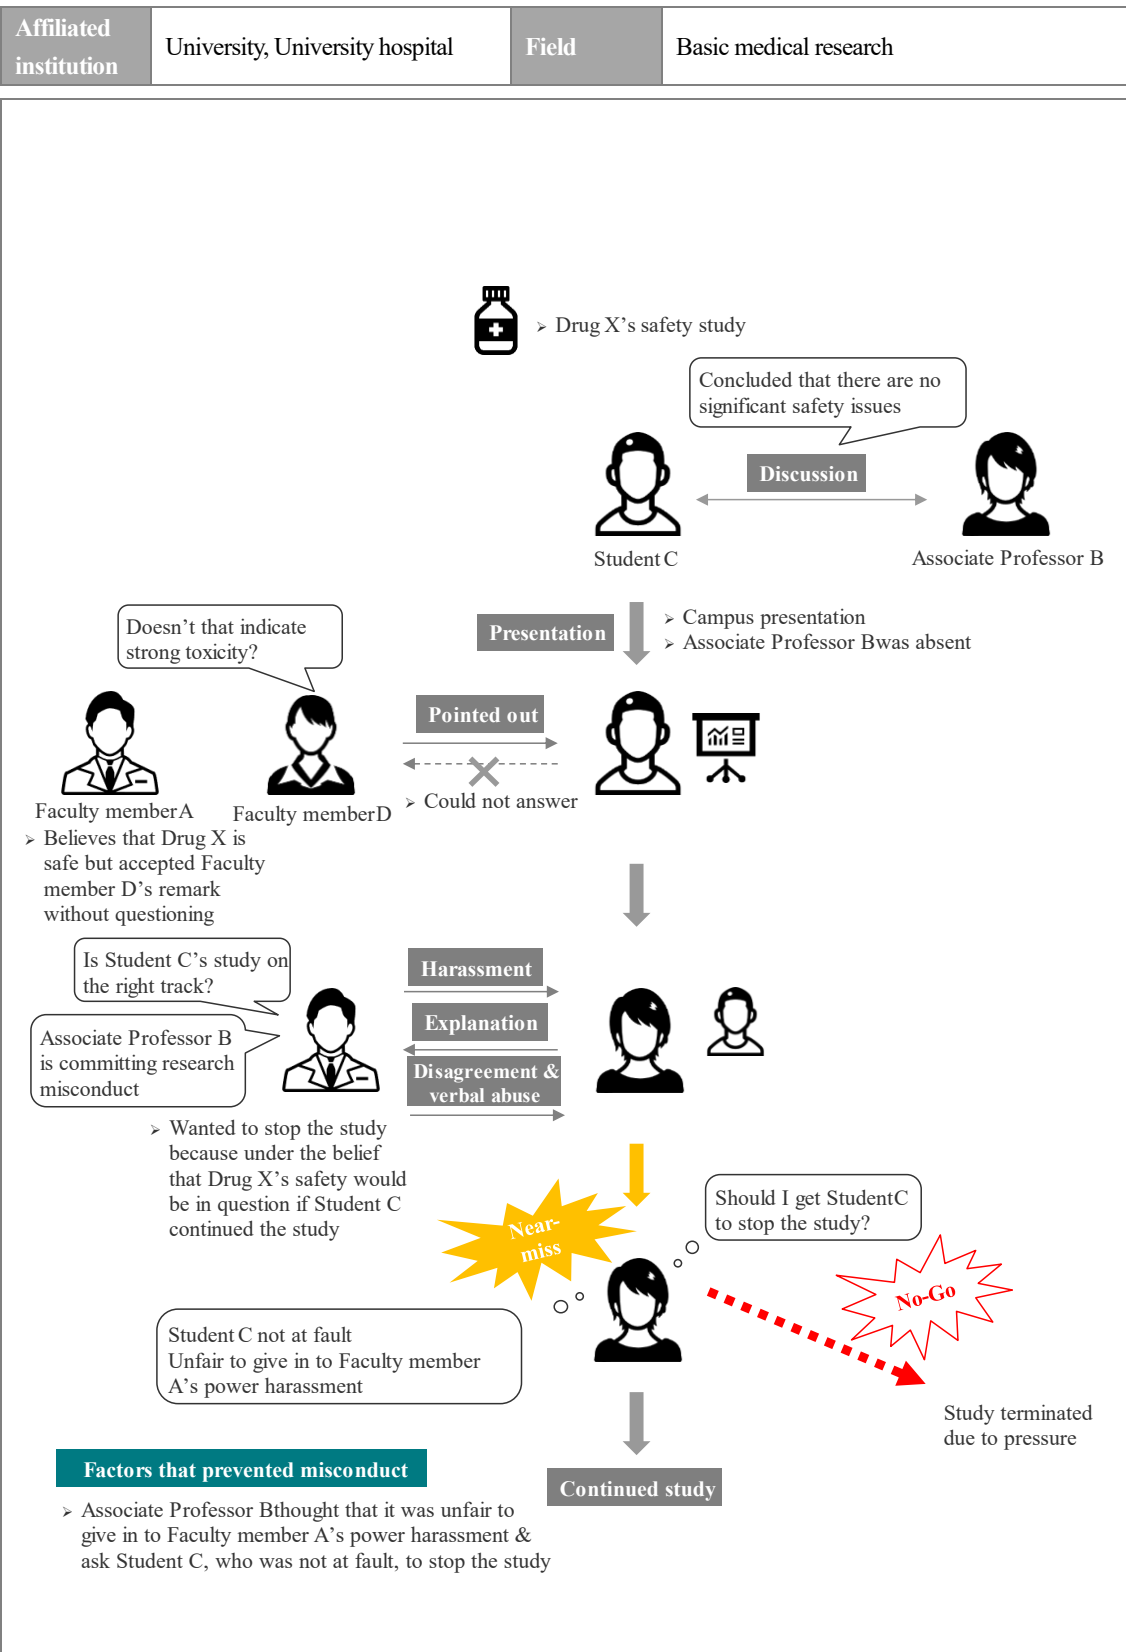 Affiliated
institution
University, University hospital
Field
Basic medical research
➢ Drug X’s safety study
Concluded that there are no
significant safety issues
Discussion
Student C
Associate Professor B
Presentation
➢ Campus presentation
➢ Associate Professor Bwas absent
Doesn’t that indicate
strong toxicity?
Pointed out
➢ Could not answer
Faculty member A
Faculty member D
➢ Believes that Drug X is
safe but accepted Faculty
member D’s remark
without questioning
Is Student C’s study on
the right track?
Associate Professor B
is committing research
misconduct
Harassment
Explanation
Disagreement &
verbal abuse
➢ Wanted to stop the study
because under the belief
that Drug X’s safety would
be in question if Student C
continued the study
Near-
miss
Should I get Student C
to stop the study?
No-Go
Student C not at fault
Unfair to give in to Faculty member
A’s power harassment
Study terminated
due to pressure
Factors that prevented misconduct
Continued study
➢ Associate Professor Bthought that it was unfair to
give in to Faculty member A’s power harassment &
ask Student C, who was not at fault, to stop the study